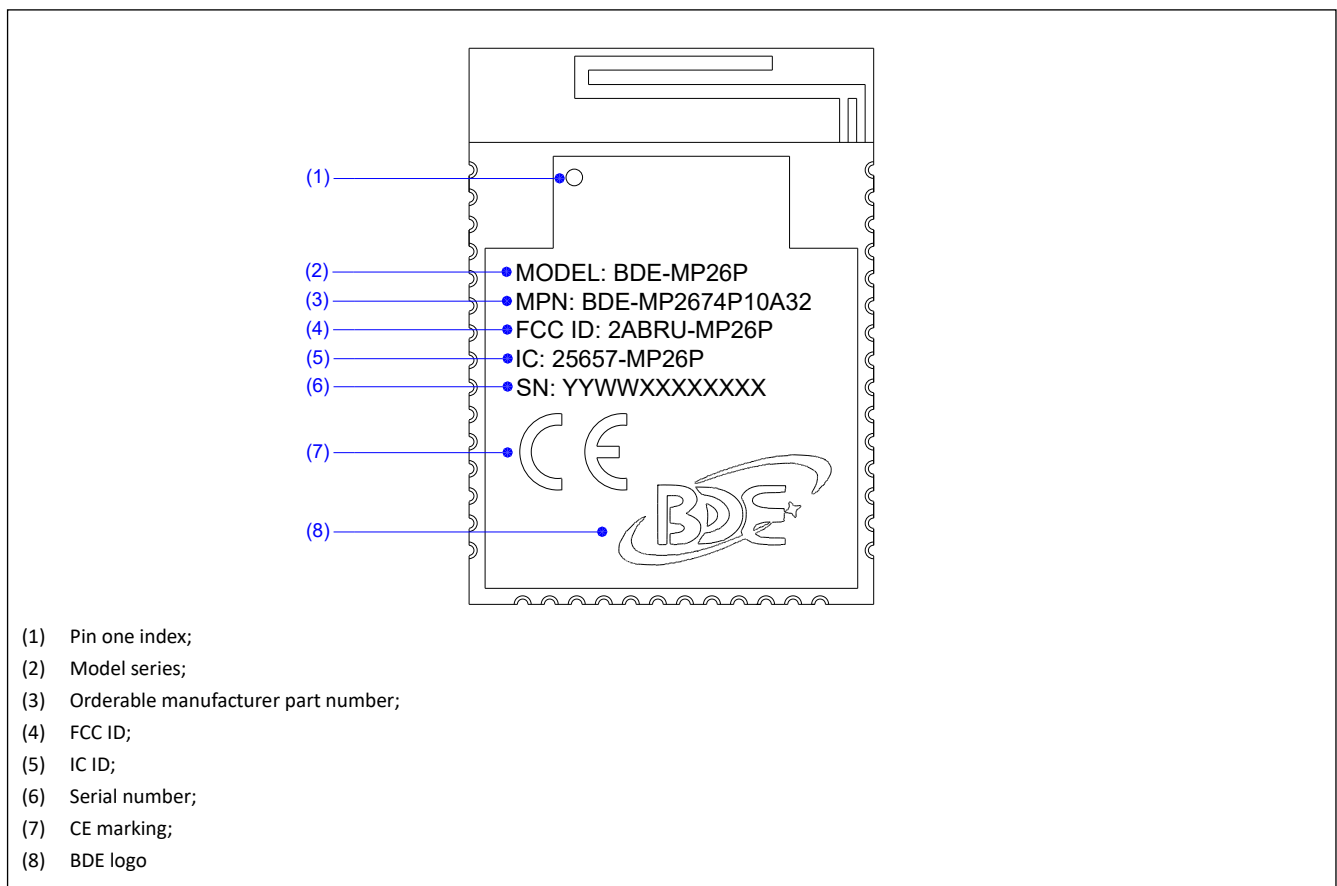 (1)
(2) MODEL: BDE-MP26P
(3) MPN: BDE-MP2674P10A32
(4) FCC ID: 2ABRU-MP26P
(5) IC: 25657-MP26P
(6) SN: YYWWXXXXXXXX
(7) CE
(8) BDE
(1) Pin one index;
(2) Model series;
(3) Orderable manufacturer part number;
(4) FCC ID;
(5) IC ID;
(6) Serial number;
(7) CE marking;
(8) BDE logo